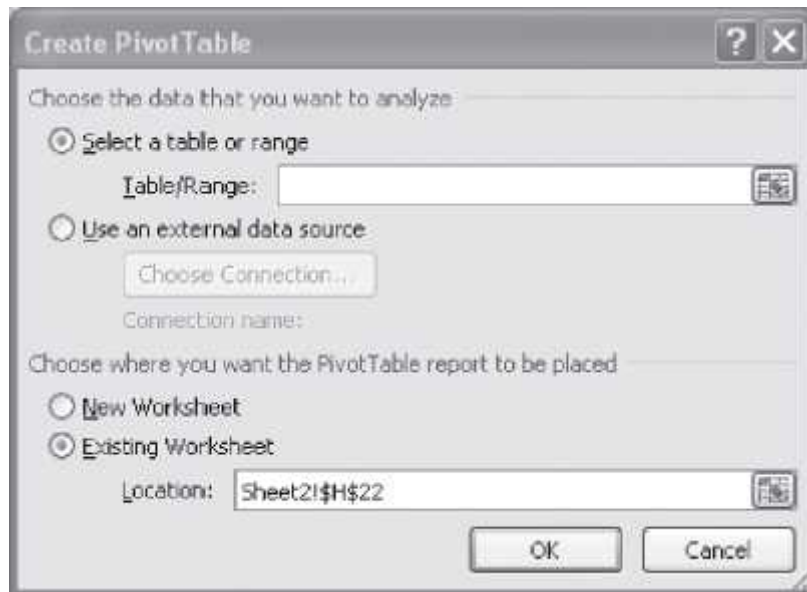 Create PivotTable
Choose the data that you want to analyze
Select a table or range
Table/Range:
Use an external data source
Choose Connection...
Connection name:
Choose where you want the PivotTable report to be placed
New Worksheet
Existing Worksheet
Location: Sheet2!$H$22
OK Cancel